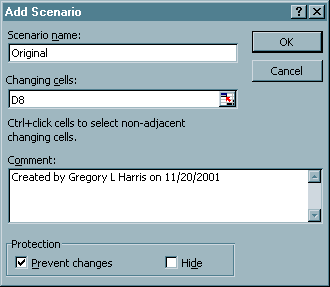 Add Scenario
Scenario name:
OK
Original
Cancel
Changing cells:
D8
Ctrl+click cells to select non-adjacent
changing cells.
Comment:
Created by Gregory L Harris on 11/20/2001
Protection
Prevent changes
Hide